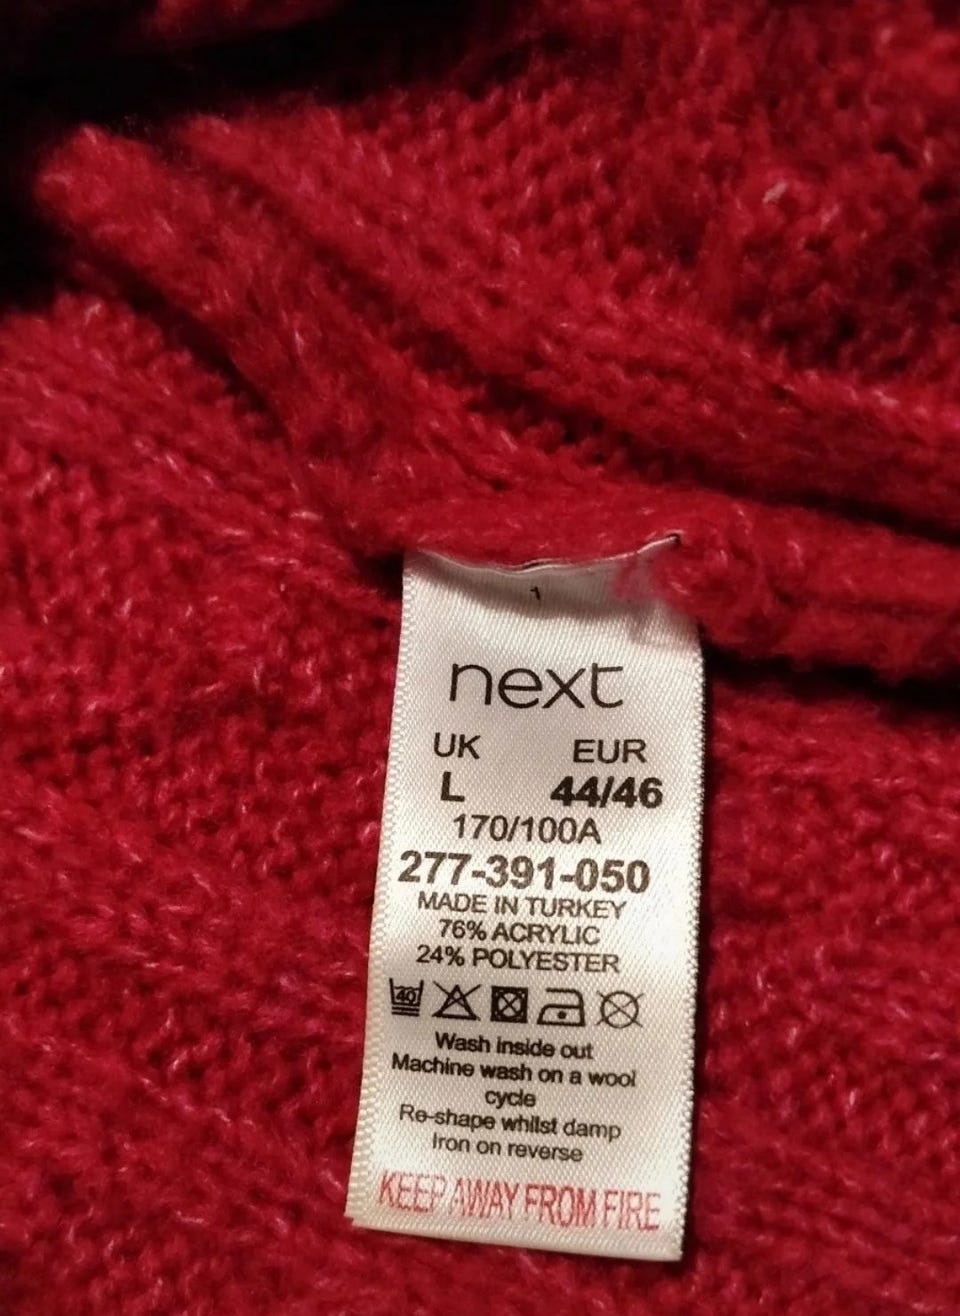 1
next
UK EUR
L 44/46
170/100A
277-391-050
MADE IN TURKEY
76% ACRYLIC
24% POLYESTER
40
Wash inside out
Machine wash on a wool
cycle
Re-shape whilst damp
Iron on reverse
KEEP AWAY FROM FIRE